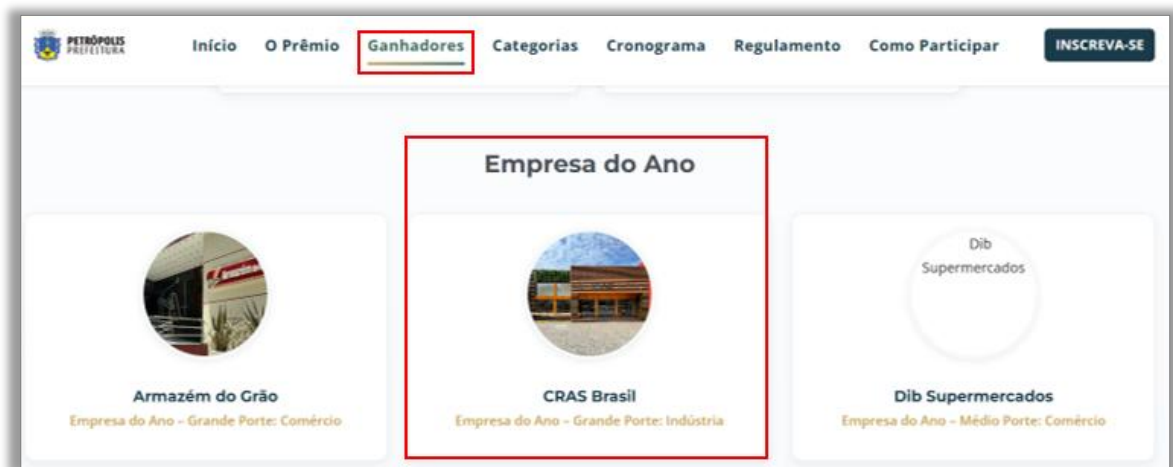 PETRÓPOLIS
PREFEITURA
Início O Prêmio Ganhadores Categorias Cronograma Regulamento Como Participar INSCREVA-SE
Empresa do Ano
Dib
Supermercados
Armazém do Grão CRAS Brasil Dib Supermercados
Empresa do Ano – Grande Porte: Comércio Empresa do Ano – Grande Porte: Indústria Empresa do Ano – Médio Porte: Comércio